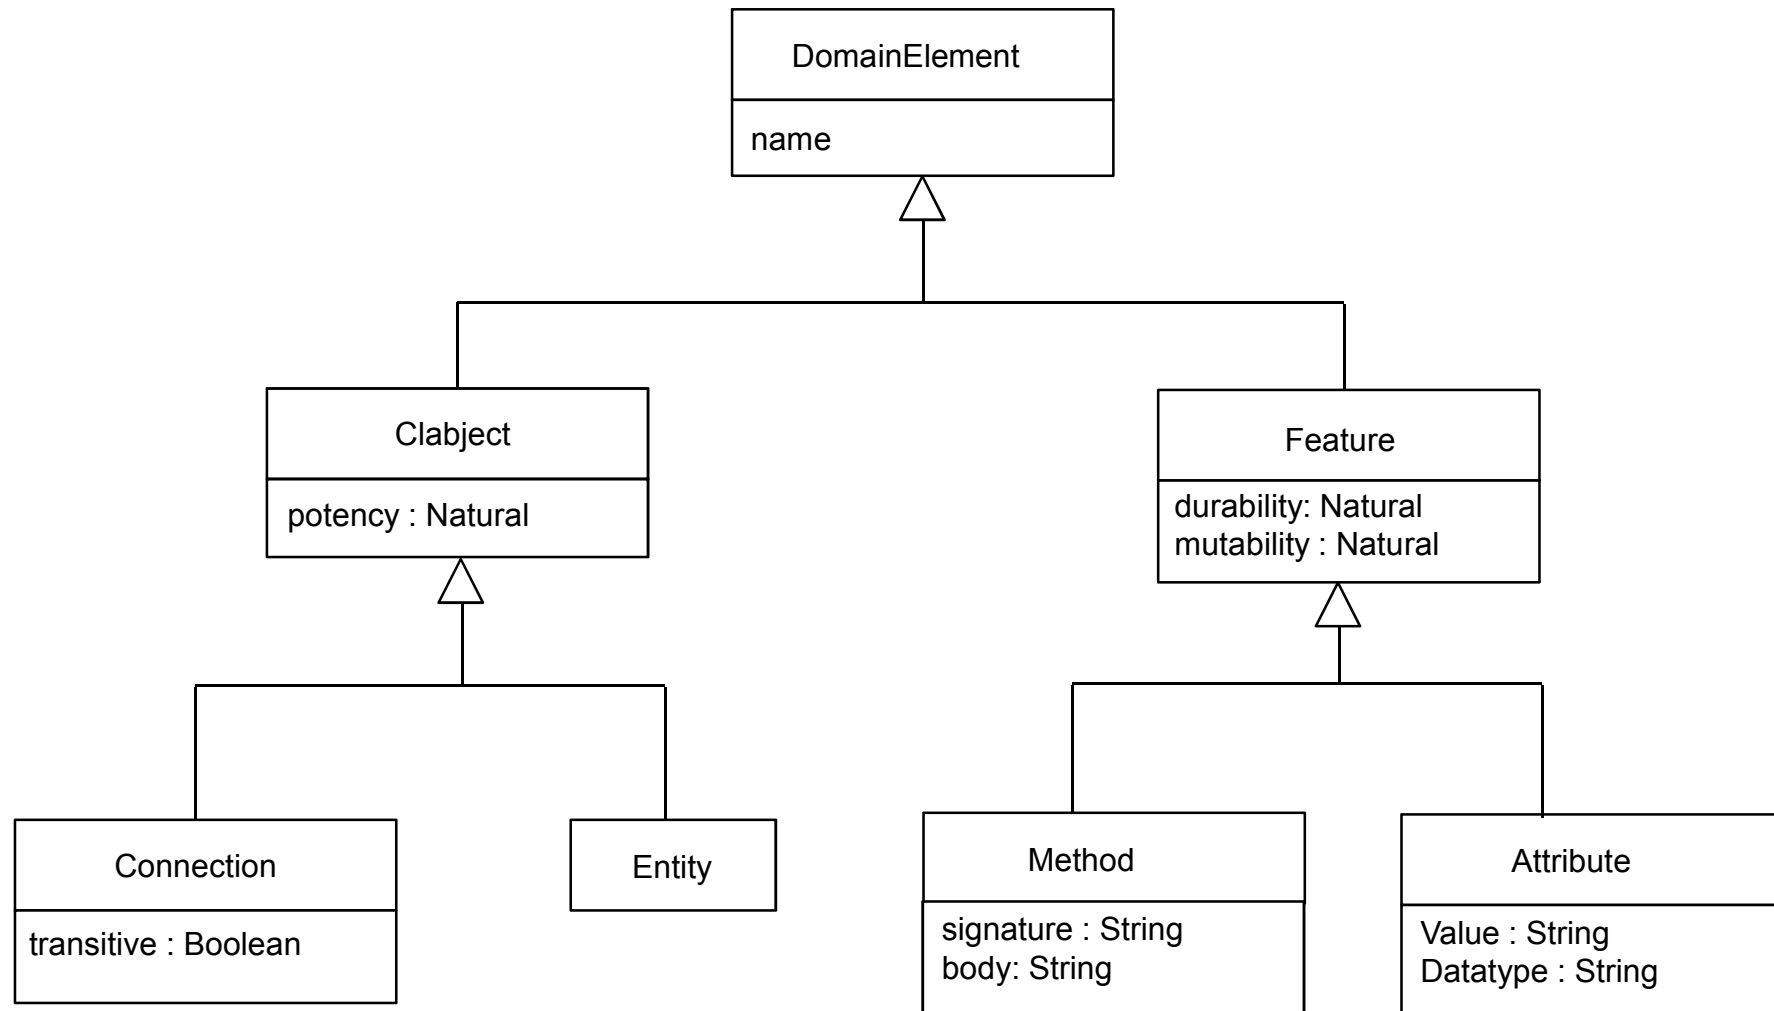 DomainElement
name
Clabject
potency : Natural
Feature
durability: Natural
mutability : Natural
Connection
transitive : Boolean
Entity
Method
signature : String
body: String
Attribute
Value : String
Datatype : String